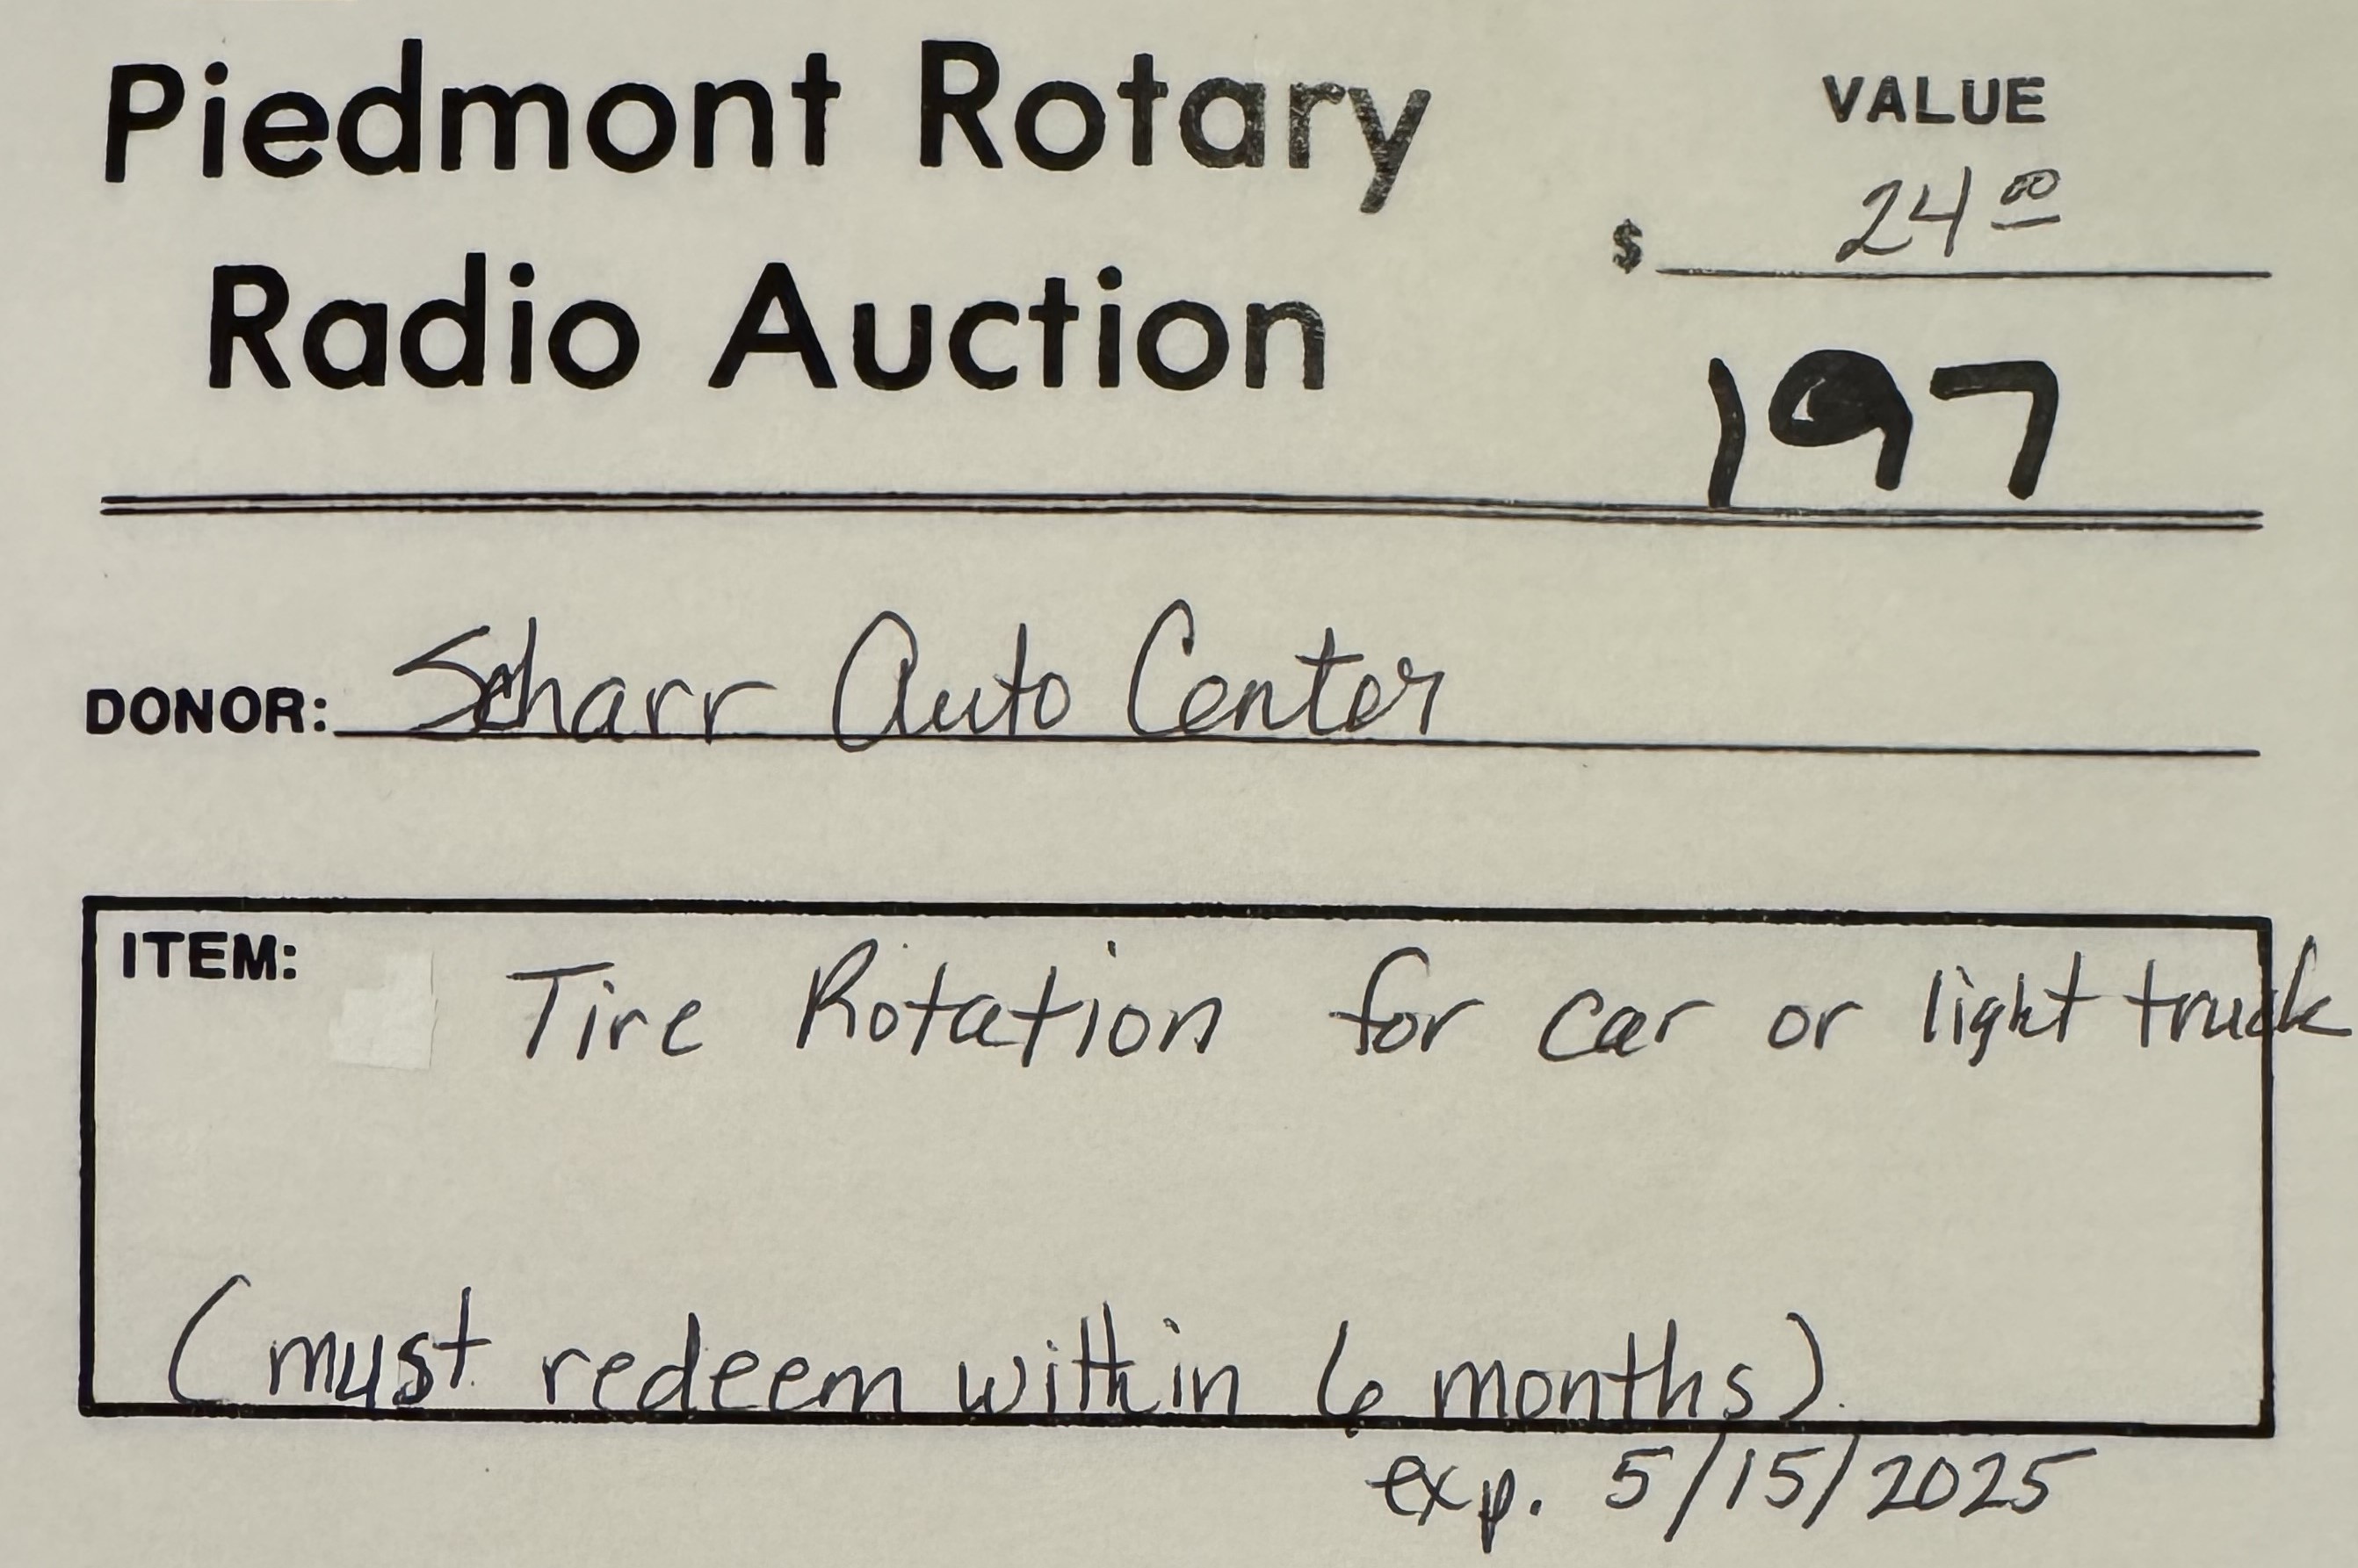 Piedmont Rotary
Radio Auction
VALUE
$ 24 00
197
DONOR: Scharr Auto Center
ITEM: Tire Rotation for car or light truck
(must redeem within 6 months).
exp. 5/15/2025